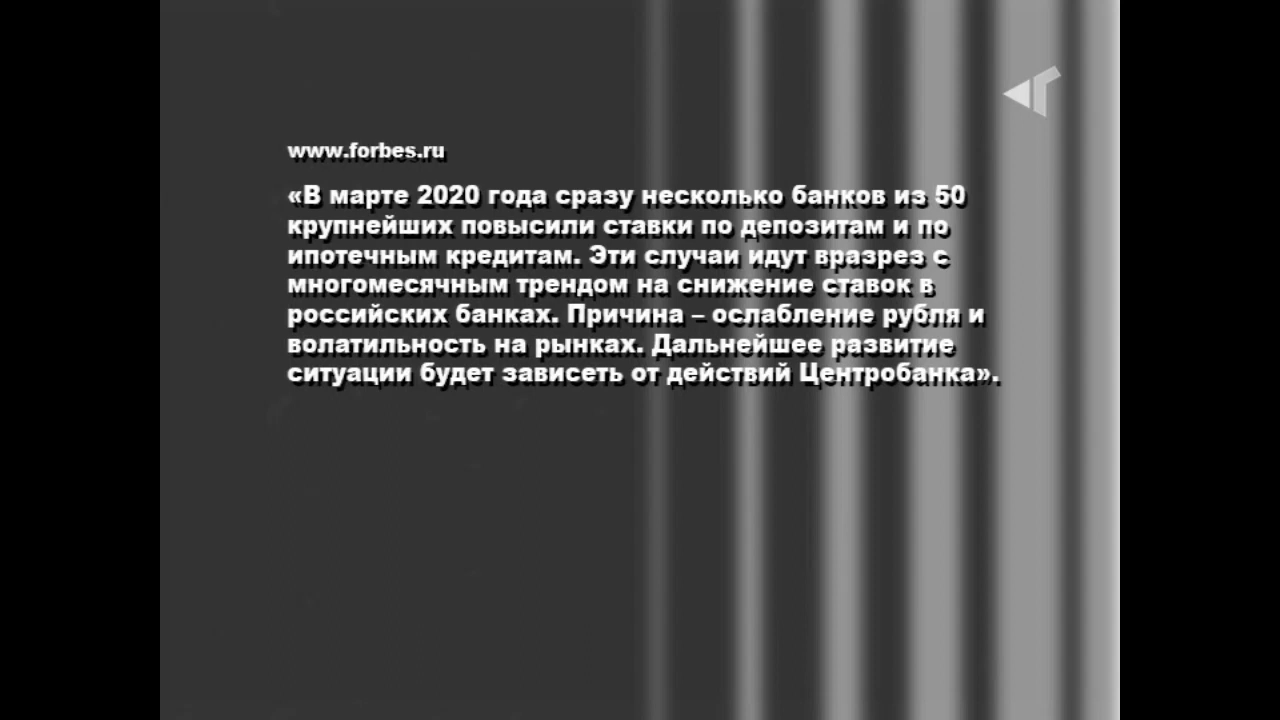 www.forbes.ru
«В марте 2020 года сразу несколько банков из 50
крупнейших повысили ставки по депозитам и по
ипотечным кредитам. Эти случаи идут вразрез с
многомесячным трендом на снижение ставок в
российских банках. Причина – ослабление рубля и
волатильность на рынках. Дальнейшее развитие
ситуации будет зависеть от действий Центробанка».